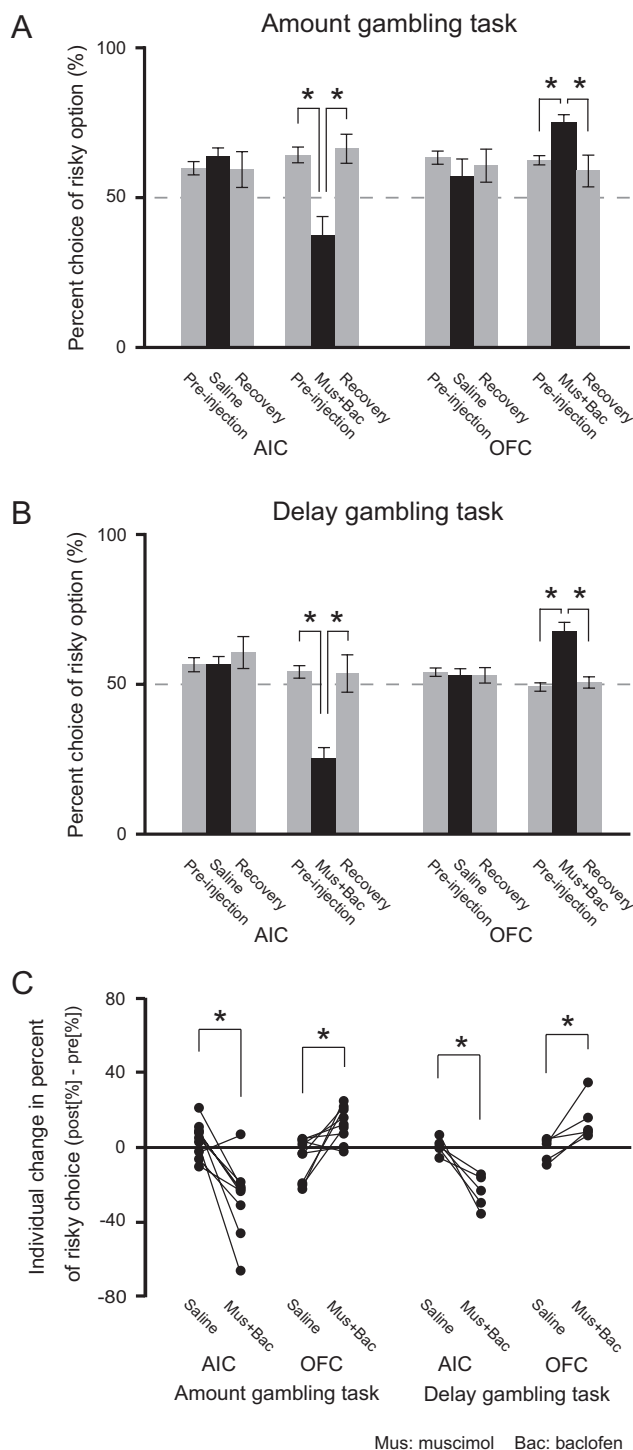 A
Amount gambling task
Percent choice of risky option (%)
100
50
0
* *
* *
Pre-injection
Saline
Recovery
Pre-injection
Mus+Bac
Recovery
Pre-injection
Saline
Recovery
Pre-injection
Mus+Bac
Recovery
AIC
OFC
B
Delay gambling task
Percent choice of risky option (%)
100
50
0
* *
* *
Pre-injection
Saline
Recovery
Pre-injection
Mus+Bac
Recovery
Pre-injection
Saline
Recovery
Pre-injection
Mus+Bac
Recovery
AIC
OFC
C
Individual change in percent
of risky choice (post[%] - pre[%])
80
40
0
-40
-80
*
*
*
*
Saline
Mus+Bac
Saline
Mus+Bac
Saline
Mus+Bac
Saline
Mus+Bac
AIC
OFC
AIC
OFC
Amount gambling task
Delay gambling task
Mus: muscimol Bac: baclofen